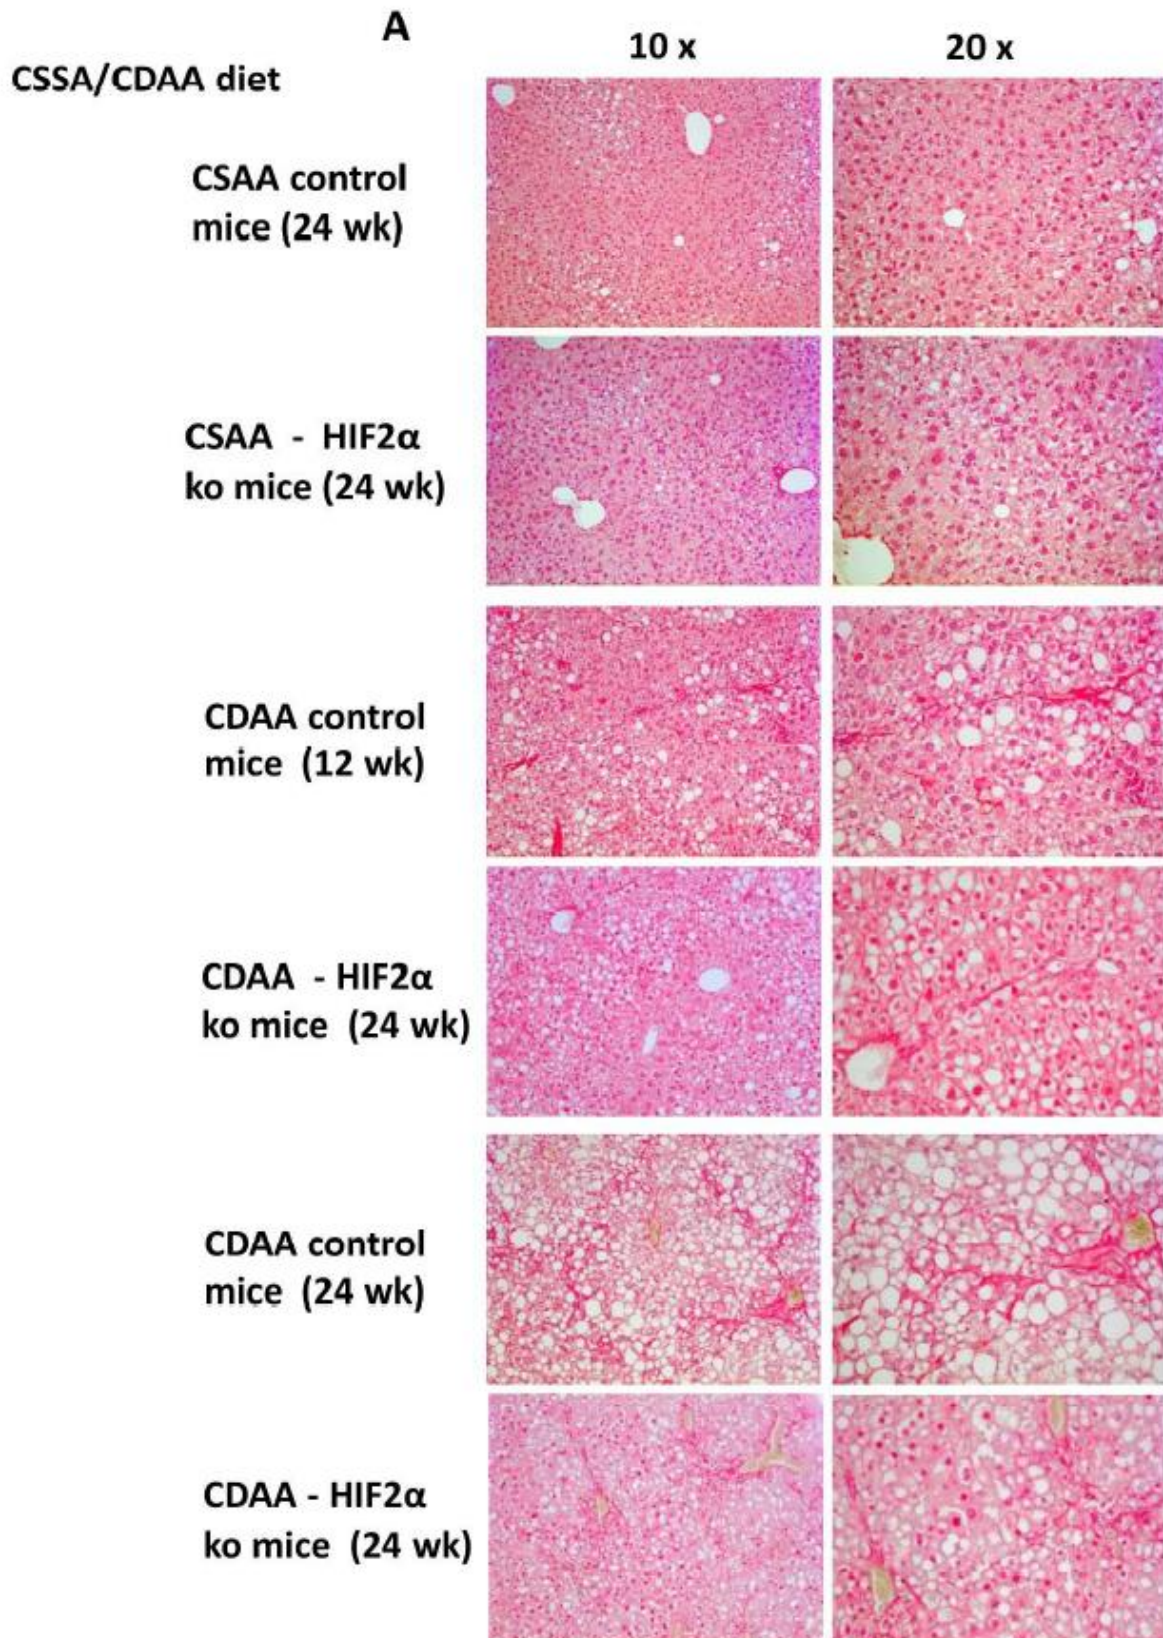 A
10 x 20 x
CSSA/CDAA diet
CSAA control
mice (24 wk)
CSAA - HIF2α
ko mice (24 wk)
CDAA control
mice (12 wk)
CDAA - HIF2α
ko mice (24 wk)
CDAA control
mice (24 wk)
CDAA - HIF2α
ko mice (24 wk)